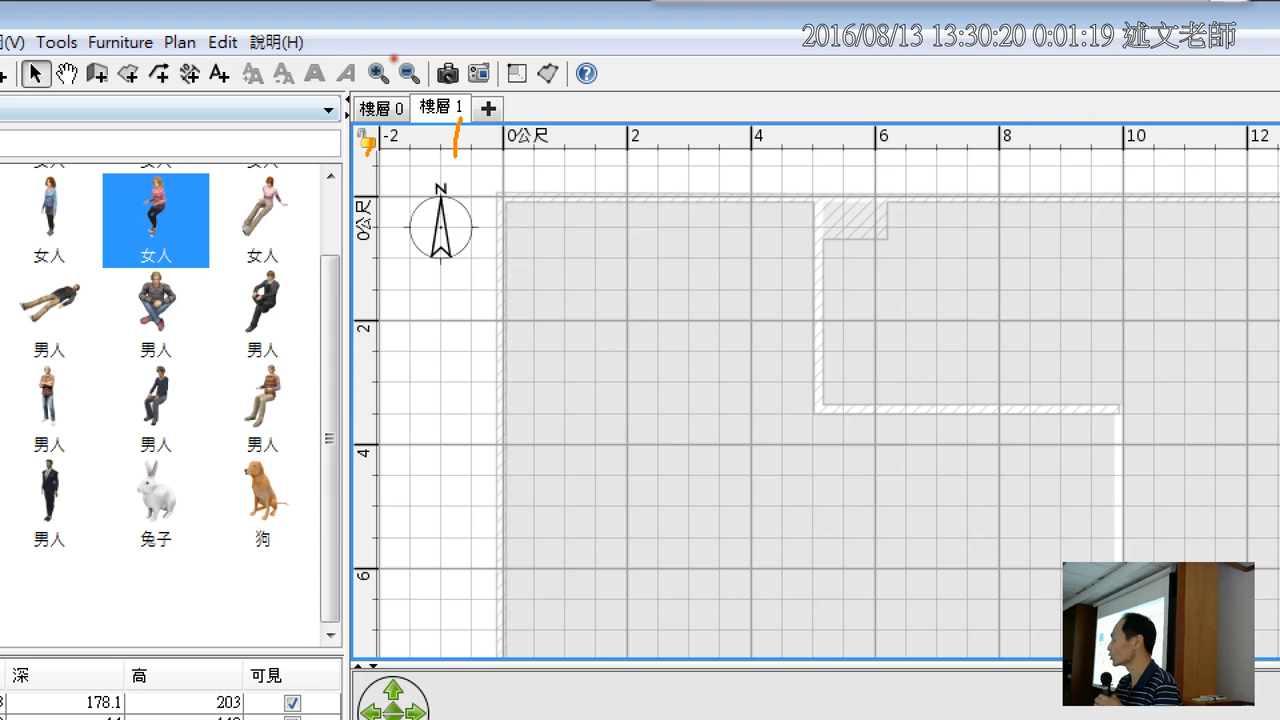 2016/08/13 13:30:20 0:01:19 述文老師
(V) Tools Furniture Plan Edit 說明(H)
樓層 0 樓層 1
-2 0公尺 2 4 6 8 10 12
N
0公尺
2
4
6
女人 女人 女人
男人 男人 男人
男人 男人 男人
男人 兔子 狗
深 高 可見
178.1 203